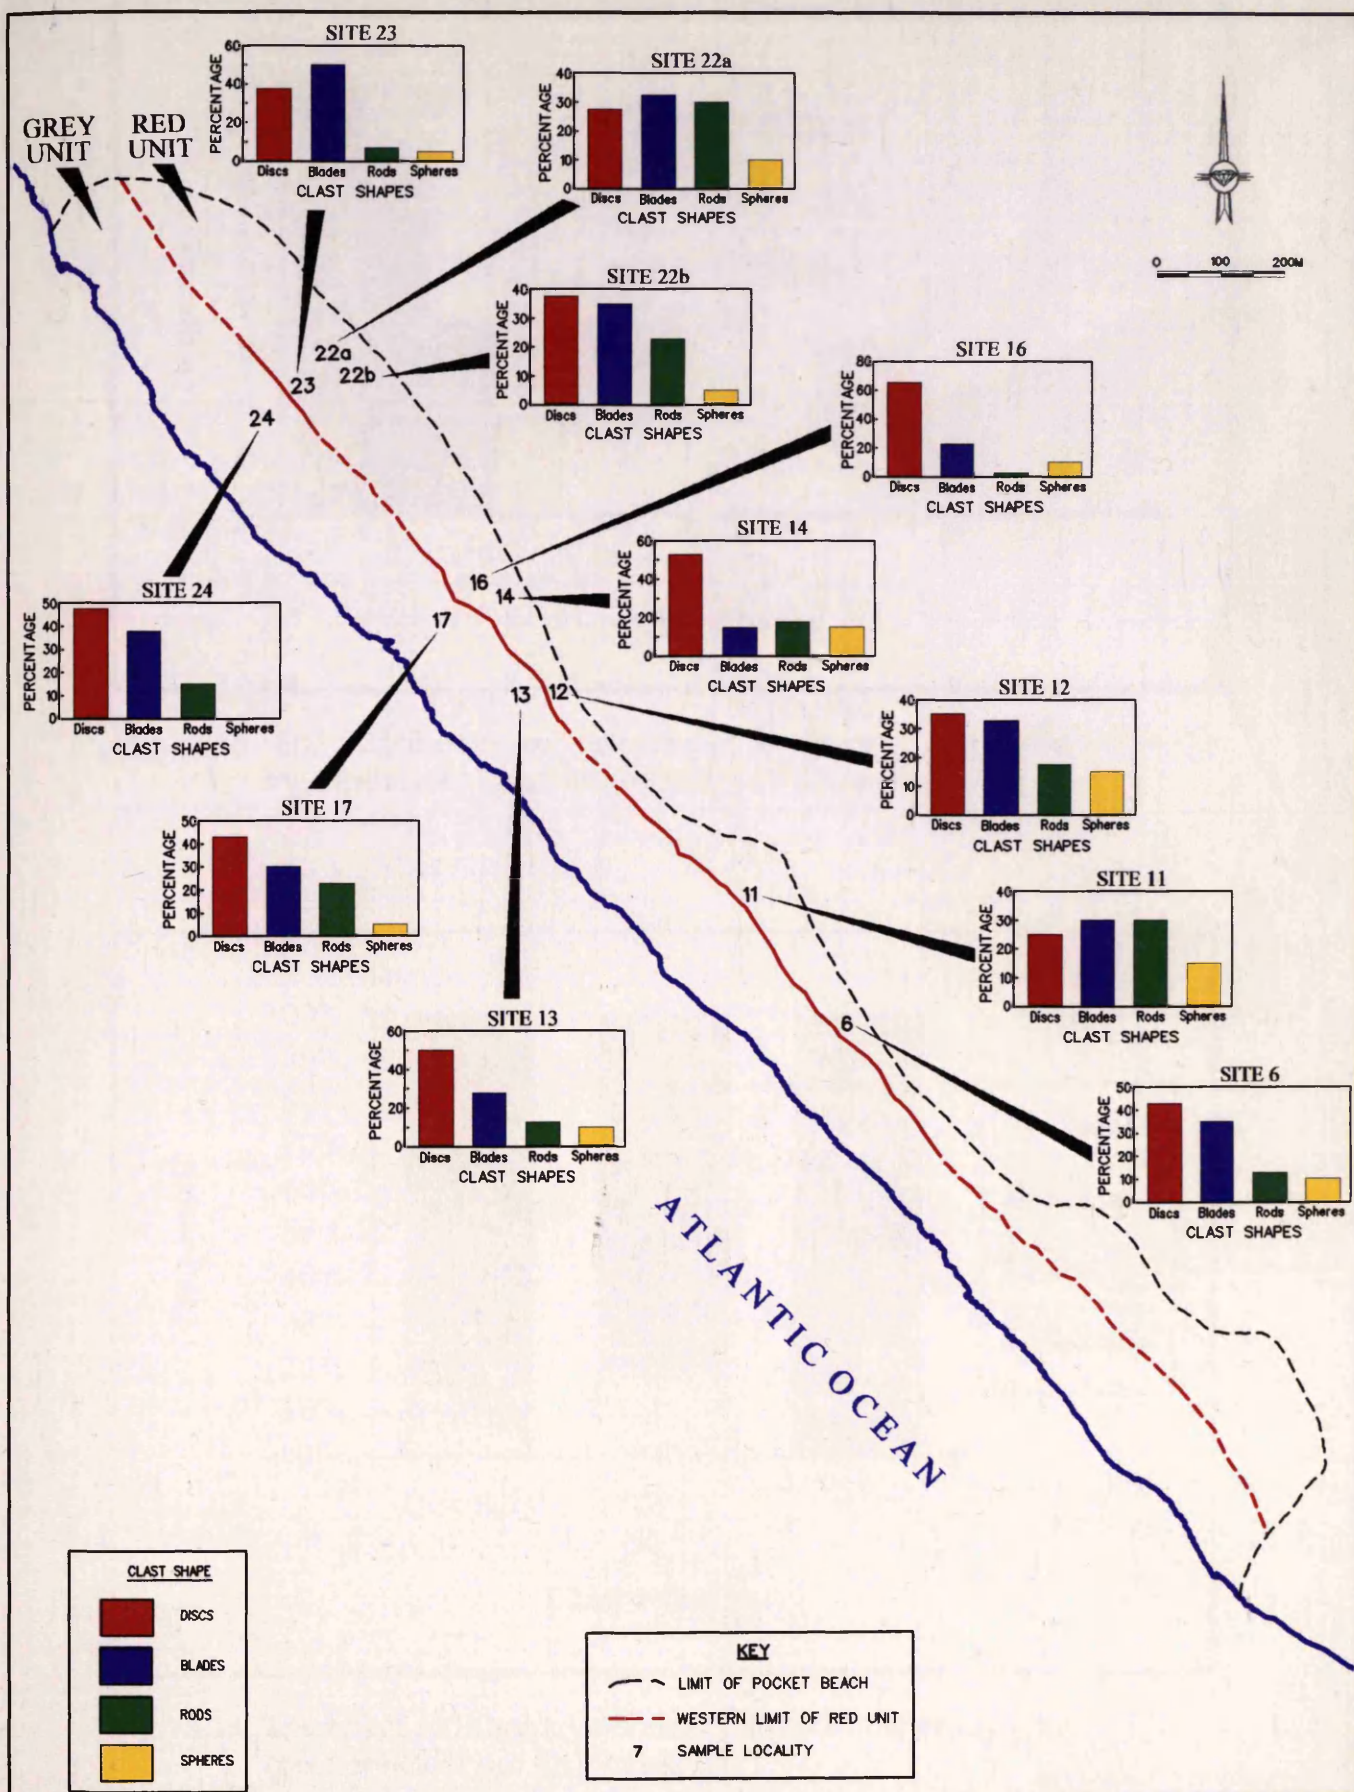 SITE 23
60
40
20
0
PERCENTAGE
Discs Blades Rods Spheres
CLAST SHAPES
SITE 22a
40
30
20
10
0
PERCENTAGE
Discs Blades Rods Spheres
CLAST SHAPES
GREY
UNIT
RED
UNIT
0 100 200M
SITE 22b
40
30
20
10
0
PERCENTAGE
Discs Blades Rods Spheres
CLAST SHAPES
22a
22b
23
24
SITE 16
80
60
40
20
0
PERCENTAGE
Discs Blades Rods Spheres
CLAST SHAPES
SITE 14
60
40
20
0
PERCENTAGE
Discs Blades Rods Spheres
CLAST SHAPES
16
14
17
13
12
11
6
SITE 24
50
40
30
20
10
0
PERCENTAGE
Discs Blades Rods Spheres
CLAST SHAPES
SITE 12
40
30
20
10
0
PERCENTAGE
Discs Blades Rods Spheres
CLAST SHAPES
SITE 17
50
40
30
20
10
0
PERCENTAGE
Discs Blades Rods Spheres
CLAST SHAPES
SITE 11
40
30
20
10
0
PERCENTAGE
Discs Blades Rods Spheres
CLAST SHAPES
SITE 13
60
40
20
0
PERCENTAGE
Discs Blades Rods Spheres
CLAST SHAPES
SITE 6
50
40
30
20
10
0
PERCENTAGE
Discs Blades Rods Spheres
CLAST SHAPES
ATLANTIC OCEAN
CLAST SHAPE
DISCS
BLADES
RODS
SPHERES
KEY
LIMIT OF POCKET BEACH
WESTERN LIMIT OF RED UNIT
7 SAMPLE LOCALITY